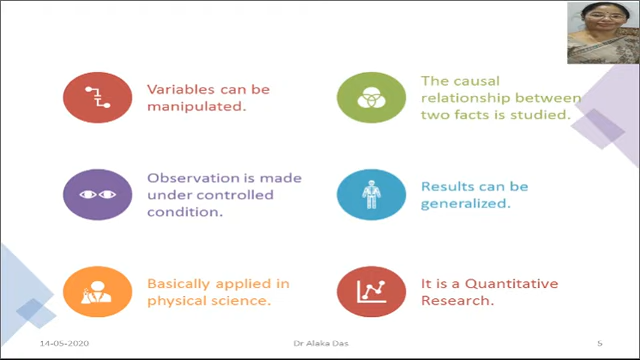 Variables can be
manipulated.
The causal
relationship between
two facts is studied.
Observation is made
under controlled
condition.
Results can be
generalized.
Basically applied in
physical science.
It is a Quantitative
Research.
14-05-2020
Dr Alaka Das
5